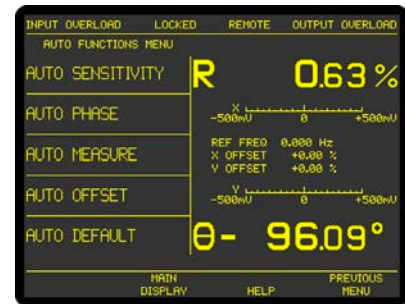 INPUT OVERLOAD LOCKED REMOTE OUTPUT OVERLOAD
AUTO FUNCTIONS MENU
AUTO SENSITIVITY
R 0.63 %
AUTO PHASE
X
-500mV 0 +500mV
AUTO MEASURE
REF FREQ 0.000 Hz
X OFFSET +0.00 %
Y OFFSET +0.00 %
AUTO OFFSET
Y
-500mV 0 +500mV
AUTO DEFAULT
θ- 96.09°
MAIN DISPLAY
HELP
PREVIOUS MENU